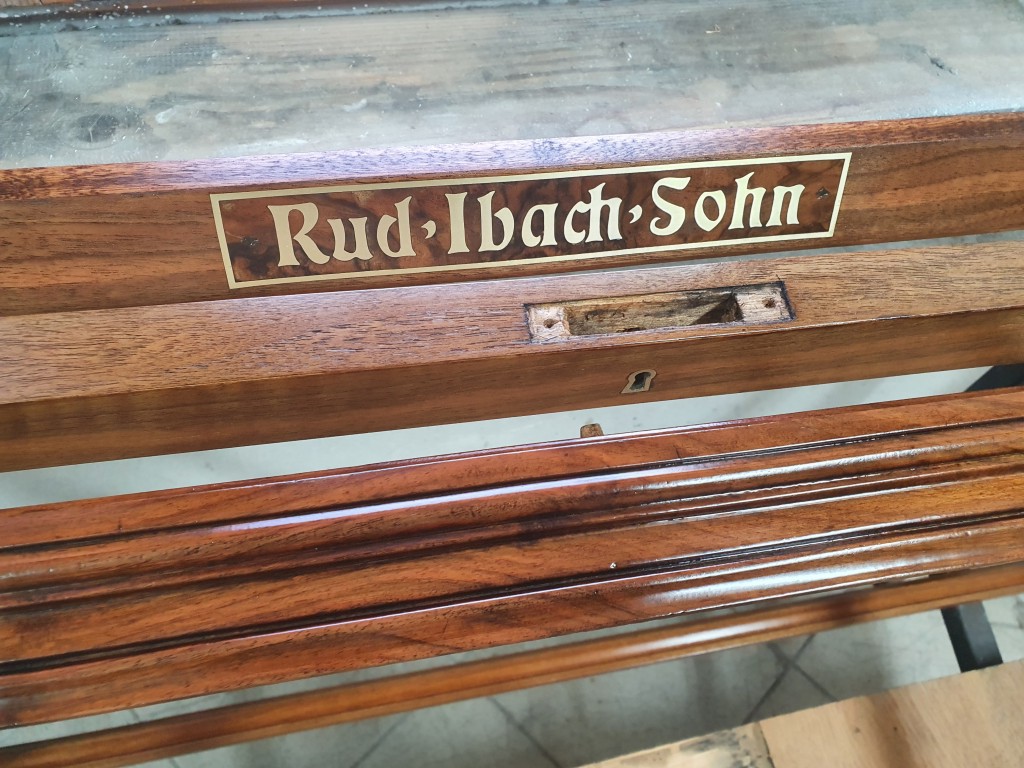 Rud, Ibach, Sohn